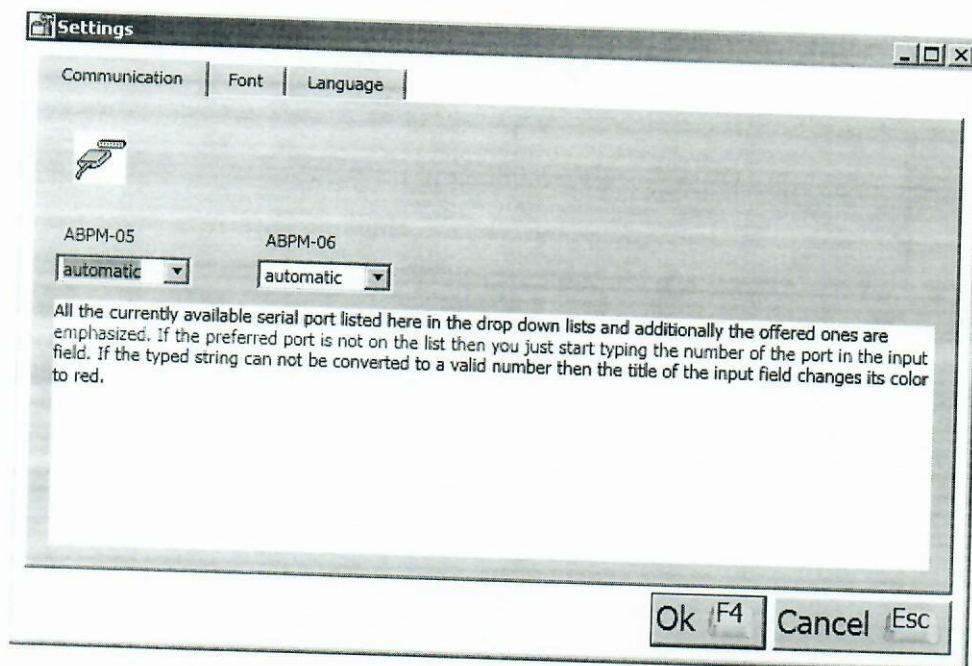 Settings
Communication Font Language
ABPM-05 ABPM-06
automatic automatic
All the currently available serial port listed here in the drop down lists and additionally the offered ones are
emphasized. If the preferred port is not on the list then you just start typing the number of the port in the input
field. If the typed string can not be converted to a valid number then the title of the input field changes its color
to red.
Ok F4 Cancel Esc